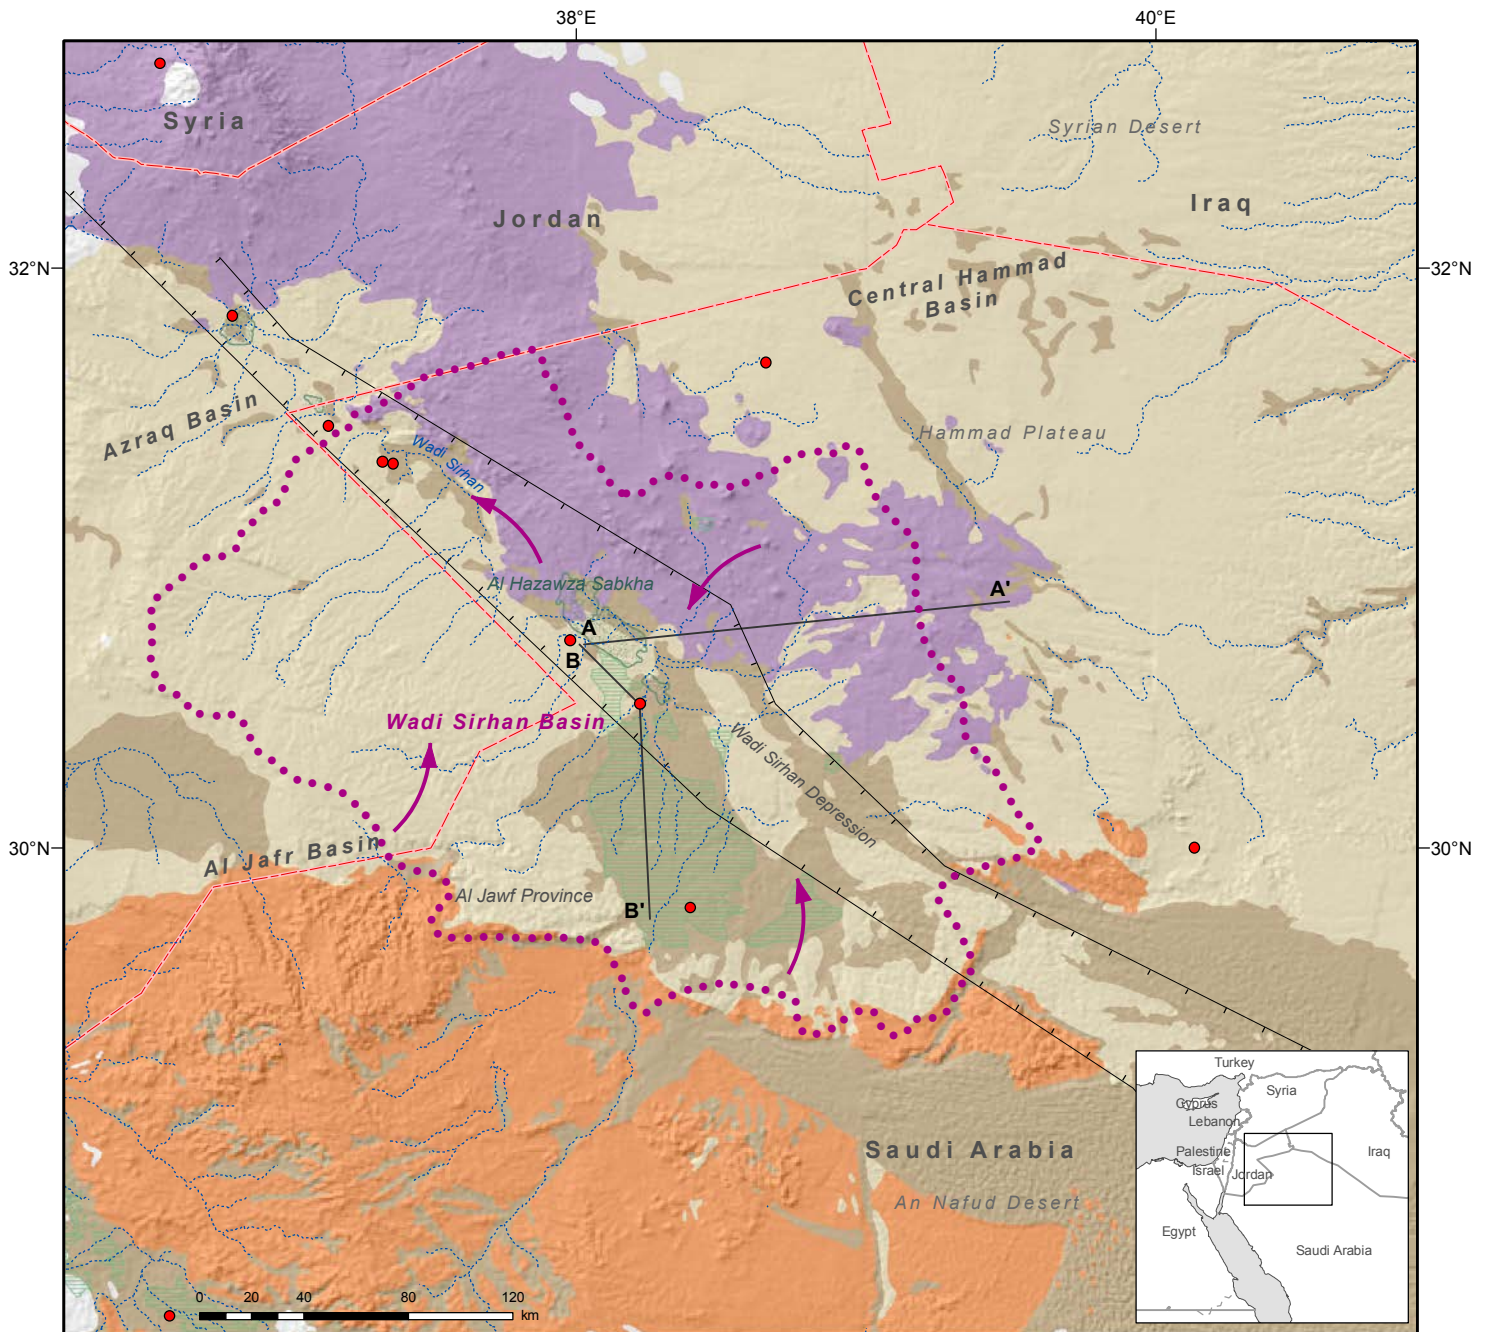 38°E
40°E
Syria
Syrian Desert
Iraq
Jordan
32°N
32°N
Central Hammad
Basin
Azraq Basin
Hammad Plateau
Wadi Sirhan
Al Hazawza Sabkha
A'
A
B
Wadi Sirhan Basin
Wadi Sirhan Depression
30°N
30°N
Al Jafr Basin
Al Jawf Province
B'
Saudi Arabia
An Nafud Desert
Turkey
Syria
Cyprus
Lebanon
Palestine
Israel
Jordan
Iraq
Egypt
Saudi Arabia
0 20 40 80 120
km